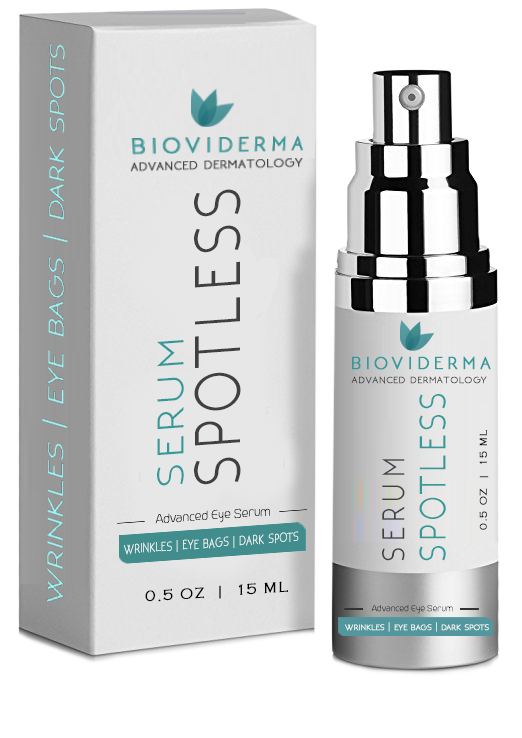 WRINKLES | EYE BAGS | DARK SPOTS
BIOVIDERMA
ADVANCED DERMATOLOGY
SERUM
SPOTLESS
Advanced Eye Serum
WRINKLES | EYE BAGS | DARK SPOTS
0.5 OZ | 15 ML
BIOVIDERMA
ADVANCED DERMATOLOGY
SERUM
SPOTLESS
0.5 OZ | 15 ML
Advanced Eye Serum
WRINKLES | EYE BAGS | DARK SPOTS